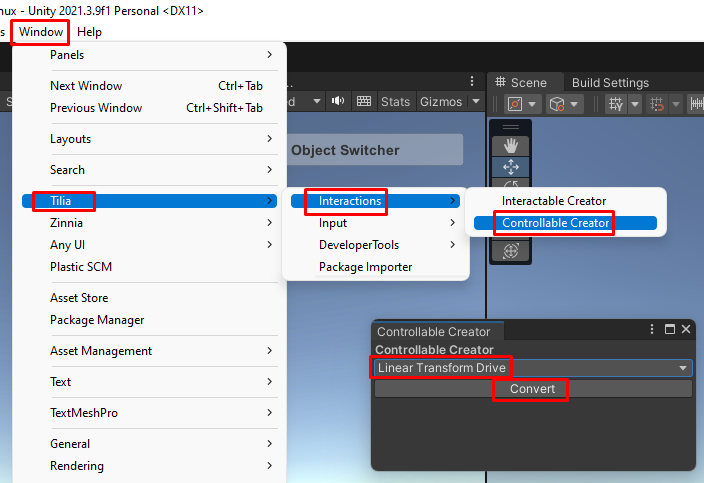 nux - Unity 2021.3.9f1 Personal <DX11>
s Window Help
Panels
Next Window Ctrl+Tab
Previous Window Ctrl+Shift+Tab
Layouts
Search
Tilia
Zinnia
Any UI
Plastic SCM
Asset Store
Package Manager
Asset Management
Text
TextMeshPro
General
Rendering
Interactions
Input
DeveloperTools
Package Importer
Interactable Creator
Controllable Creator
S
d Stats Gizmos
Object Switcher
Scene Build Settings
Controllable Creator
Controllable Creator
Linear Transform Drive
Convert